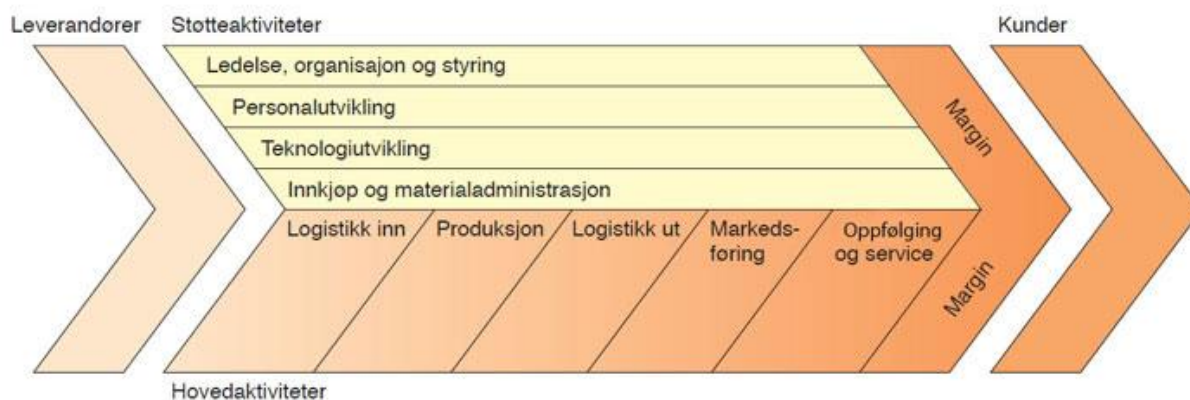 Leverandører
Støtteaktiviteter
Kunder
Ledelse, organisajon og styring
Personalutvikling
Teknologiutvikling
Innkjøp og materialadministrasjon
Margin
Logistikk inn
Produksjon
Logistikk ut
Markeds-
føring
Oppfølging
og service
Margin
Hovedaktiviteter